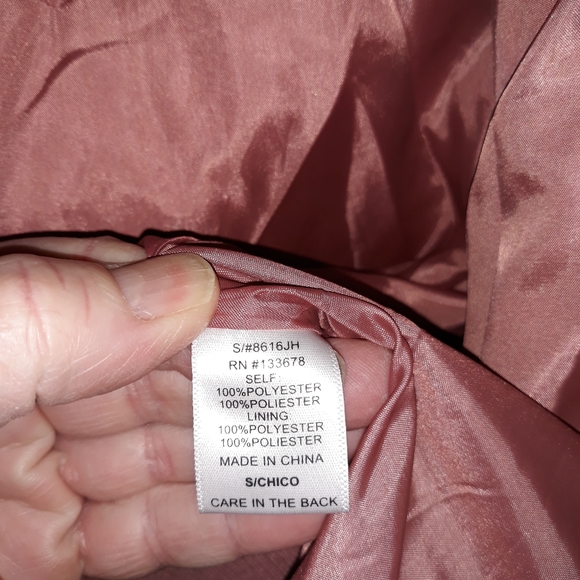 S/#8616JH
RN #133678
SELF:
100%POLYESTER
100%POLIESTER
LINING:
100%POLYESTER
100%POLIESTER
MADE IN CHINA
S/CHICO
CARE IN THE BACK